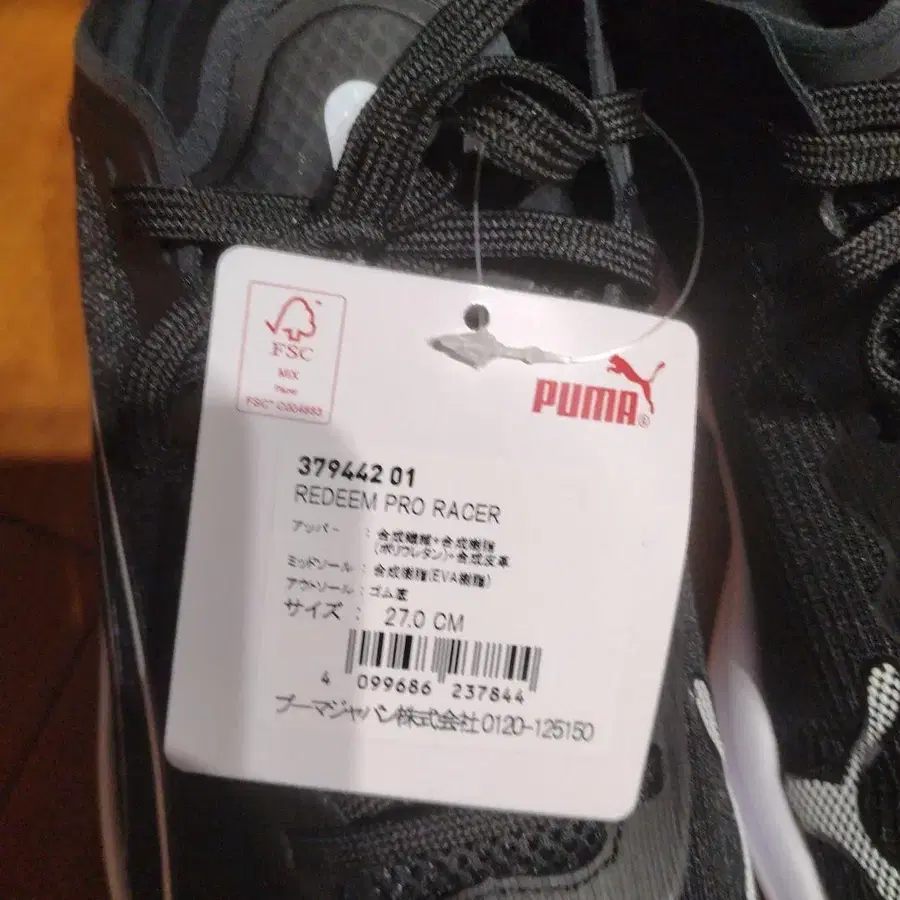 FSC
MIX
Paper
FSC® C004883
PUMA®
379442 01
REDEEM PRO RACER
アッパー : 合成繊維+合成樹脂
(ポリウレタン)+合成皮革
ミッドソール : 合成樹脂(EVA樹脂)
アウトソール : ゴム底
サイズ : 27.0 CM
4 099686 237844
プーマジャパン株式会社 0120-125150